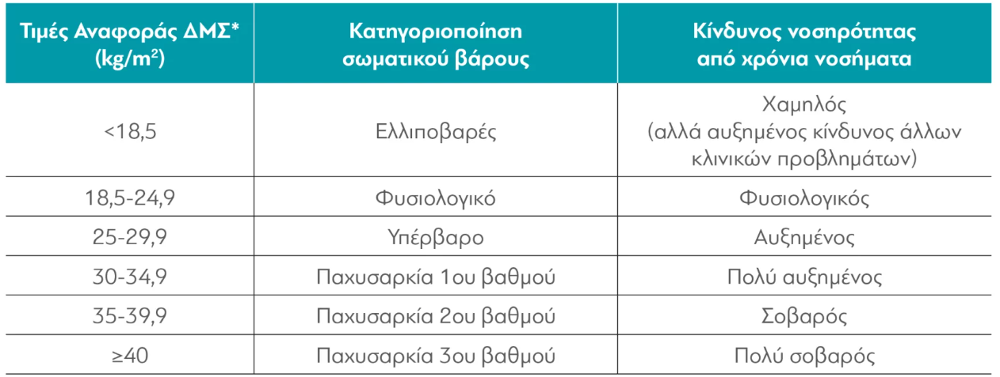 Τιμές Αναφοράς ΔΜΣ*
(kg/m²)
Κατηγοριοποίηση
σωματικού βάρους
Κίνδυνος νοσηρότητας
από χρόνια νοσήματα
<18,5
Ελλιποβαρές
Χαμηλός
(αλλά αυξημένος κίνδυνος άλλων
κλινικών προβλημάτων)
18,5-24,9
Φυσιολογικό
Φυσιολογικός
25-29,9
Υπέρβαρο
Αυξημένος
30-34,9
Παχυσαρκία 1ου βαθμού
Πολύ αυξημένος
35-39,9
Παχυσαρκία 2ου βαθμού
Σοβαρός
≥40
Παχυσαρκία 3ου βαθμού
Πολύ σοβαρός